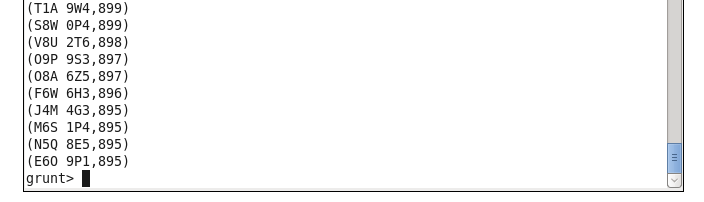 (T1A 9W4,899)
(S8W 0P4,899)
(V8U 2T6,898)
(O9P 9S3,897)
(O8A 6Z5,897)
(F6W 6H3,896)
(J4M 4G3,895)
(M6S 1P4,895)
(N5Q 8E5,895)
(E6O 9P1,895)
grunt>